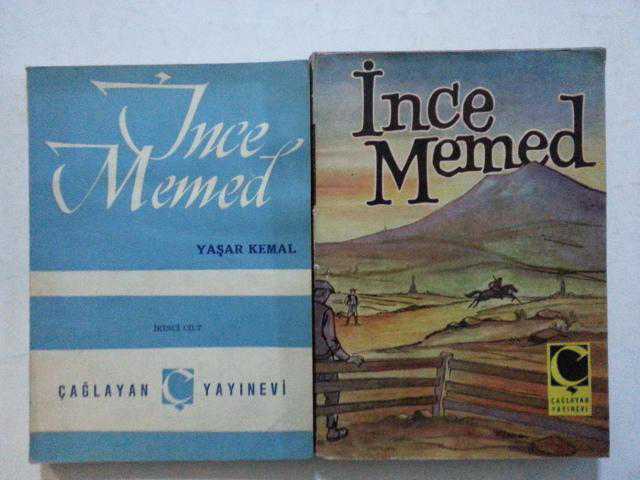 İnce
Memed
YAŞAR KEMAL
İKİNCİ CİLT
ÇAĞLAYAN Ç YAYINEVİ
İnce
Memed
Ç
ÇAĞLAYAN
YAYINEVİ